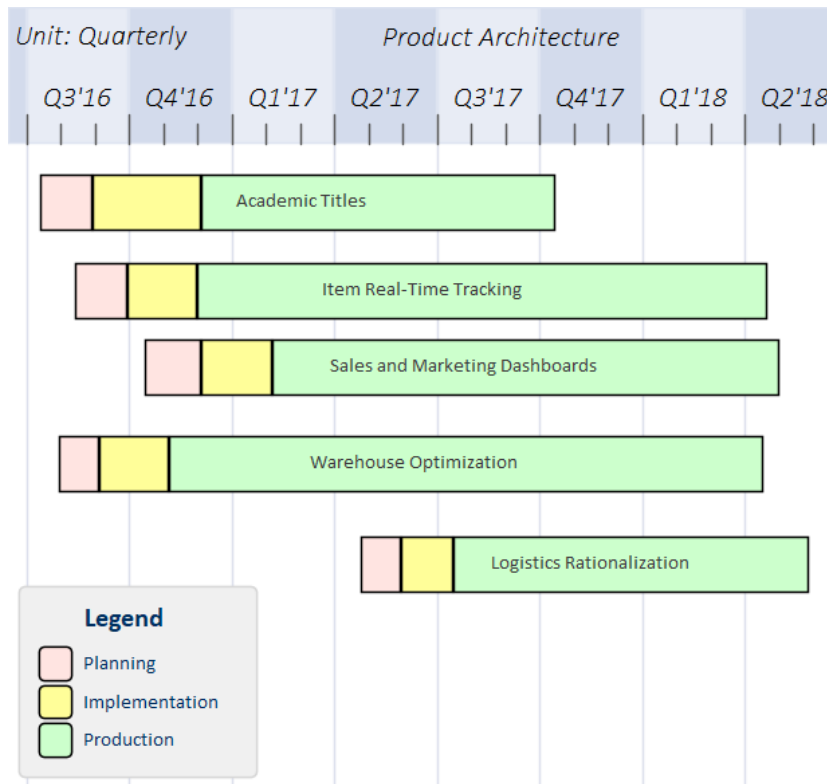 Unit: Quarterly
Product Architecture
Q3'16 Q4'16 Q1'17 Q2'17 Q3'17 Q4'17 Q1'18 Q2'18
Academic Titles
Item Real-Time Tracking
Sales and Marketing Dashboards
Warehouse Optimization
Logistics Rationalization
Legend
Planning
Implementation
Production